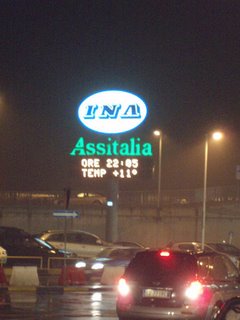 INA
Assitalia
ORE 22:05
TEMP +11°